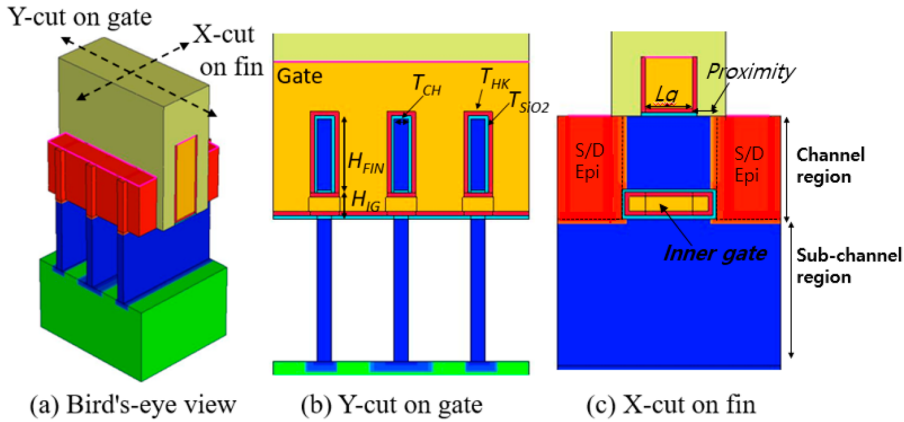 Y-cut on gate
X-cut
on fin
(a) Bird's-eye view
Gate
T_CH
T_HK
T_SiO2
H_FIN
H_IG
(b) Y-cut on gate
Lg
Proximity
S/D
Epi
S/D
Epi
Channel
region
Inner gate
Sub-channel
region
(c) X-cut on fin